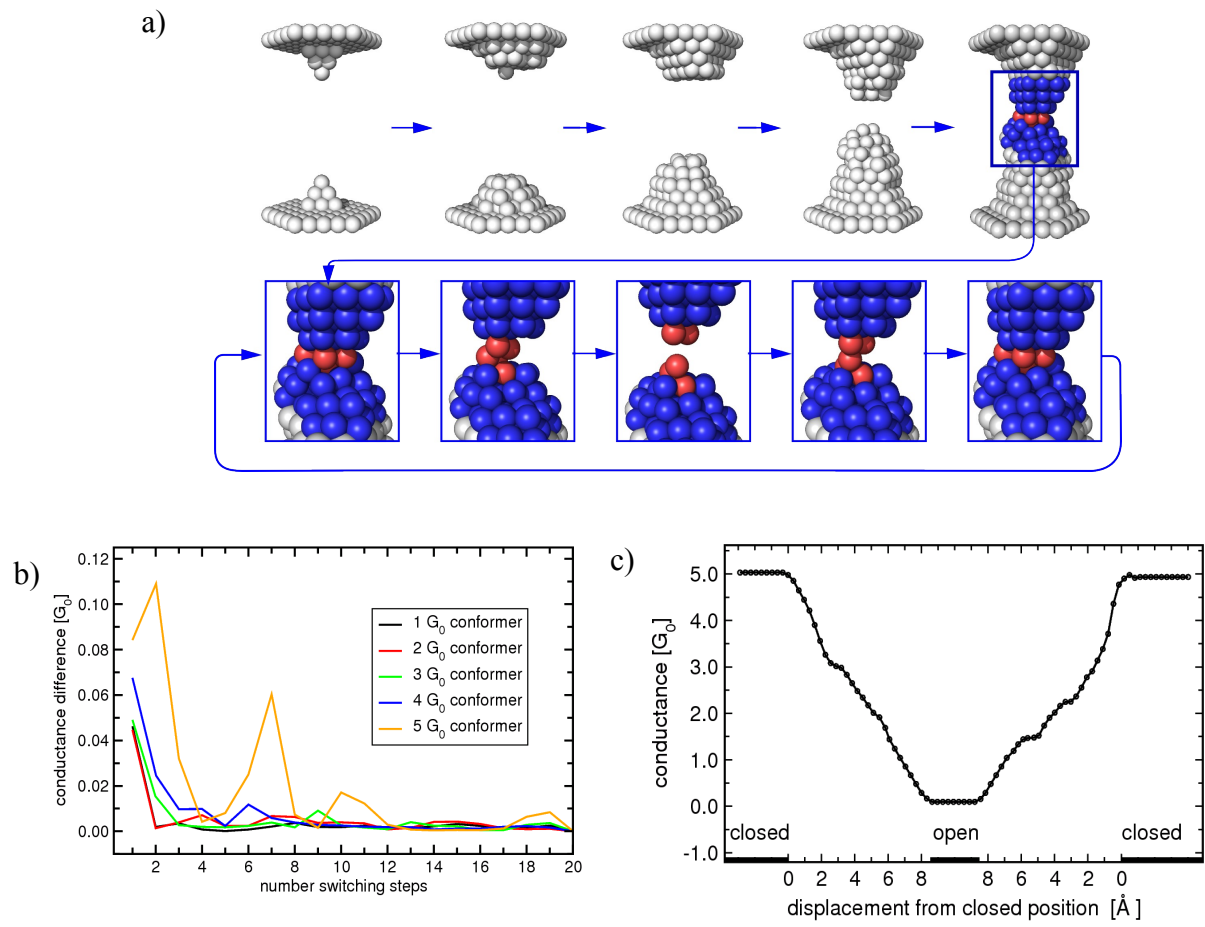 a)
b)
0.12
0.10
0.08
0.06
0.04
0.02
0.00
conductance difference [G0]
1 G0 conformer
2 G0 conformer
3 G0 conformer
4 G0 conformer
5 G0 conformer
2 4 6 8 10 12 14 16 18 20
number switching steps
c)
5.0
4.0
3.0
2.0
1.0
0.0
-1.0
conductance [G0]
closed open closed
0 2 4 6 8 8 6 4 2 0
displacement from closed position [Å ]